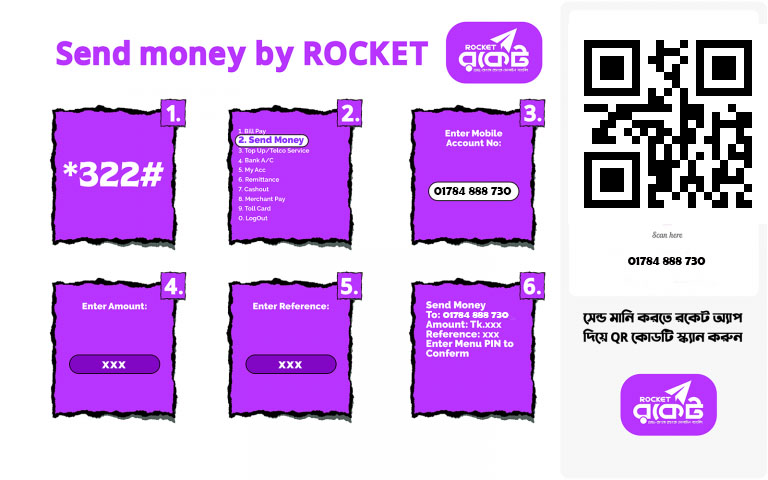 Send money by ROCKET
ROCKET
রকেট
1.
*322#
2.
1. Bill Pay
2. Send Money
3. Top Up/Telco Service
4. Bank A/C
5. My Acc
6. Remittance
7. Cashout
8. Merchant Pay
9. Toll Card
0. LogOut
3.
Enter Mobile
Account No:
01784 888 730
4.
Enter Amount:
xxx
5.
Enter Reference:
xxx
6.
Send Money
To: 01784 888 730
Amount: Tk.xxx
Reference: xxx
Enter Menu PIN to
Conferm
Scan here
01784 888 730
সেন্ড মানি করতে রকেট অ্যাপ
দিয়ে QR কোডটি স্ক্যান করুন
ROCKET
রকেট